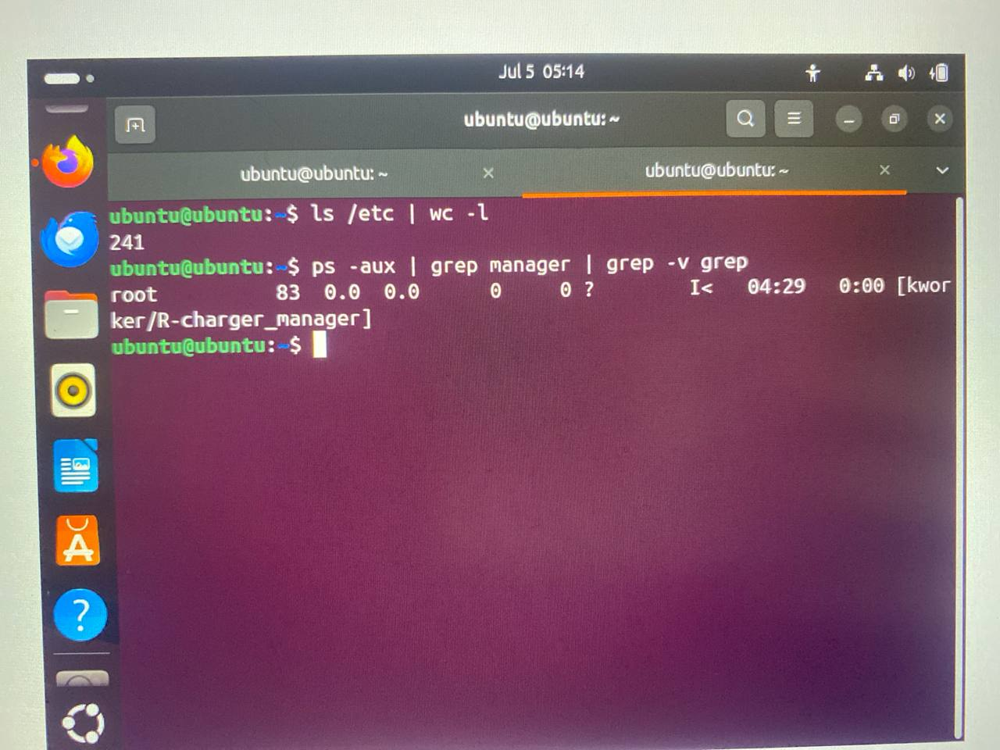 Jul 5 05:14
ubuntu@ubuntu: ~
ubuntu@ubuntu: ~
ubuntu@ubuntu: ~
ubuntu@ubuntu:~$ ls /etc | wc -l
241
ubuntu@ubuntu:~$ ps -aux | grep manager | grep -v grep
root          83  0.0  0.0      0     0 ?        I<   04:29   0:00 [kwor
ker/R-charger_manager]
ubuntu@ubuntu:~$